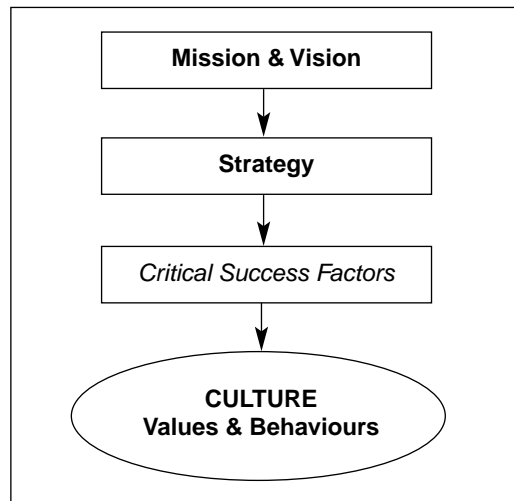 Mission & Vision
Strategy
Critical Success Factors
CULTURE
Values & Behaviours